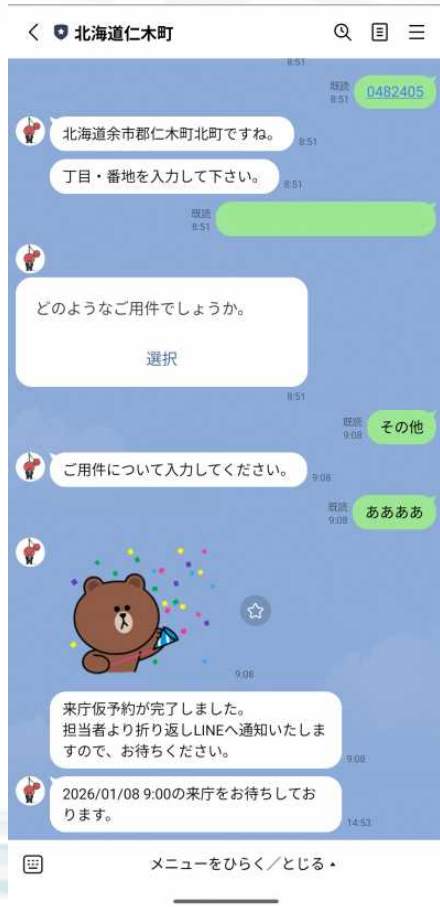 北海道仁木町
8:51
既読
8:51
0482405
北海道余市郡仁木町北町ですね。
8:51
丁目・番地を入力して下さい。
8:51
既読
8:51
どのようなご用件でしょうか。
選択
8:51
既読
9:08
その他
ご用件について入力してください。
9:08
既読
9:08
ああああ
9:08
来庁仮予約が完了しました。
担当者より折り返しLINEへ通知いたしま
すので、お待ちください。
9:08
2026/01/08 9:00の来庁をお待ちしてお
ります。
14:53
メニューをひらく／とじる